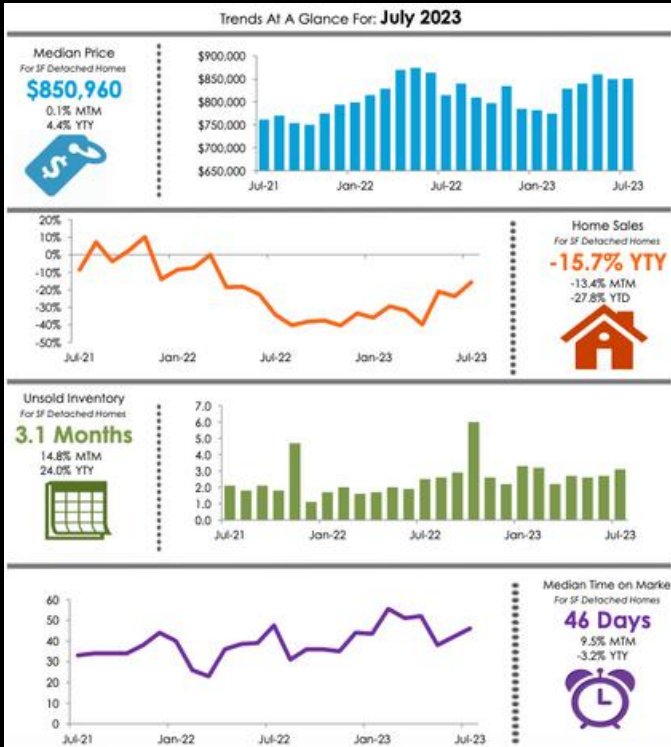 Trends At A Glance For: July 2023
Median Price
For SF Detached Homes
$850,960
0.1% MTM
4.4% YTY
$
$900,000
$850,000
$800,000
$750,000
$700,000
$650,000
Jul-21 Jan-22 Jul-22 Jan-23 Jul-23
20%
10%
0%
-10%
-20%
-30%
-40%
-50%
Jul-21 Jan-22 Jul-22 Jan-23 Jul-23
Home Sales
For SF Detached Homes
-15.7% YTY
-13.4% MTM
-27.8% YTD
Unsold Inventory
For SF Detached Homes
3.1 Months
14.8% MTM
24.0% YTY
7.0
6.0
5.0
4.0
3.0
2.0
1.0
0.0
Jul-21 Jan-22 Jul-22 Jan-23 Jul-23
60
50
40
30
20
10
0
Jul-21 Jan-22 Jul-22 Jan-23 Jul-23
Median Time on Marke
For SF Detached Homes
46 Days
9.5% MTM
-3.2% YTY